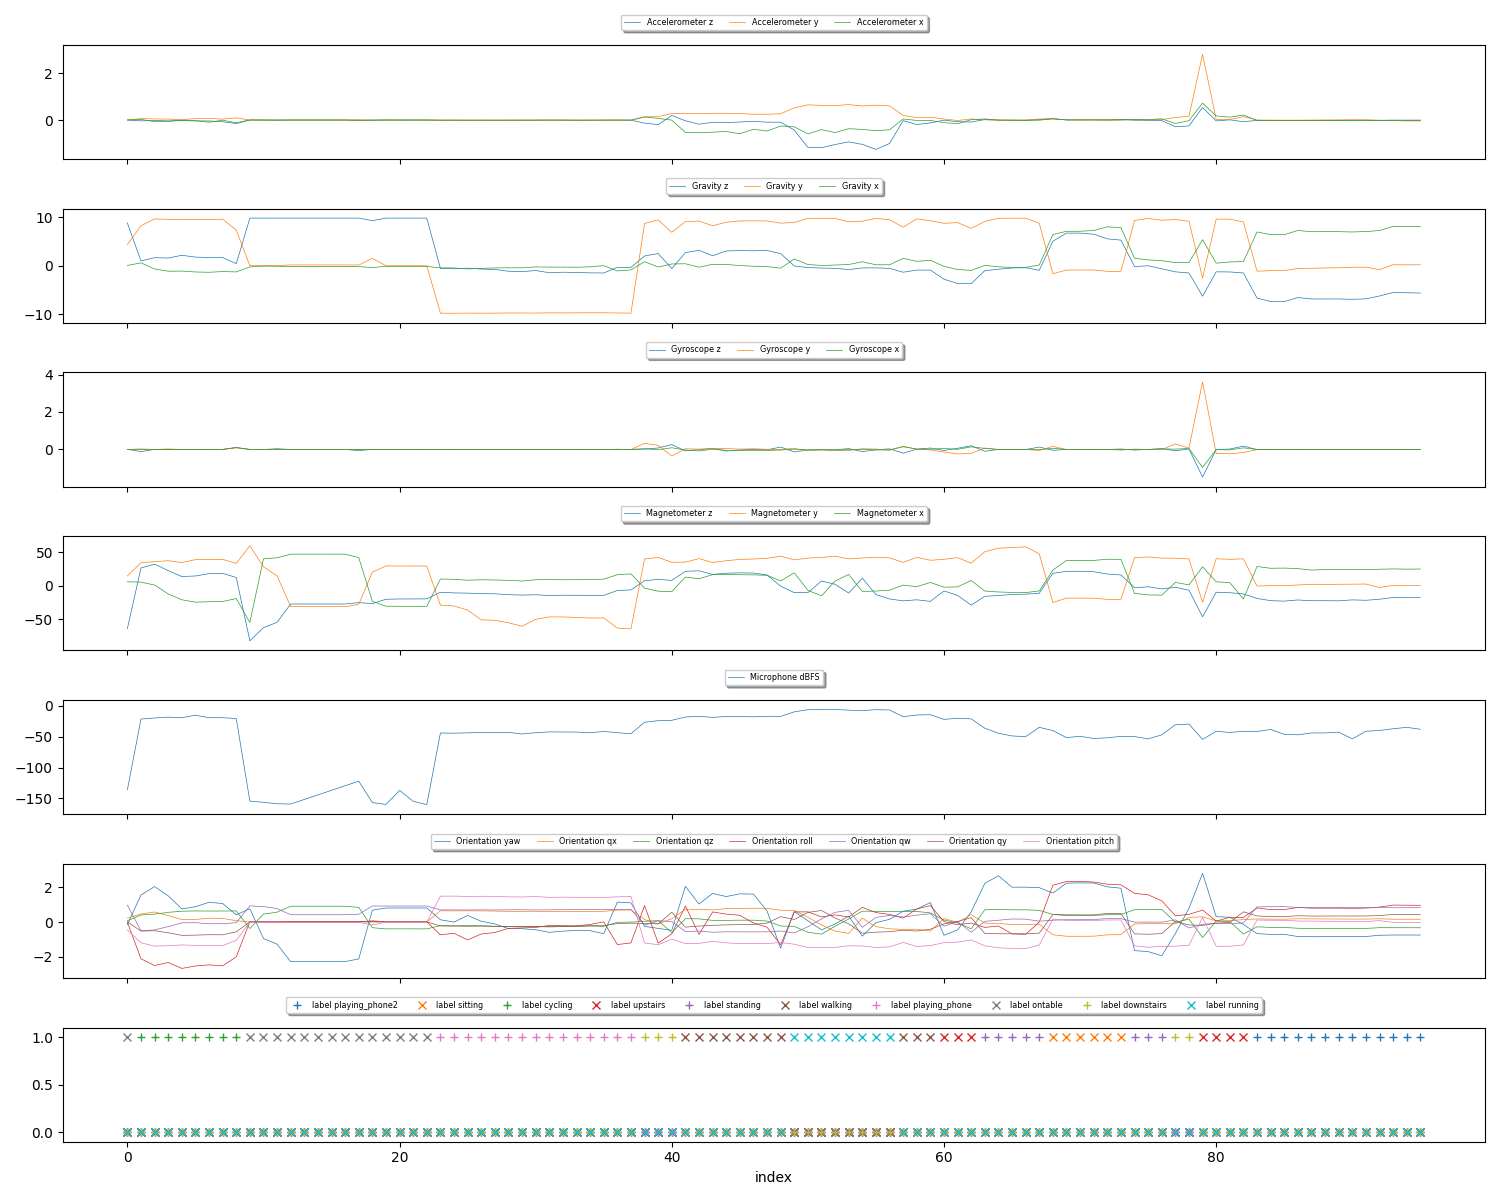 Accelerometer z Accelerometer y Accelerometer x
2
0
Gravity z Gravity y Gravity x
10
0
−10
Gyroscope z Gyroscope y Gyroscope x
4
2
0
Magnetometer z Magnetometer y Magnetometer x
50
0
−50
Microphone dBFS
0
−50
−100
−150
Orientation yaw Orientation qx Orientation qz Orientation roll Orientation qw Orientation qy Orientation pitch
2
0
−2
label playing_phone2 label sitting label cycling label upstairs label standing label walking label playing_phone label ontable label downstairs label running
1.0
0.5
0.0
0 20 40 60 80
index